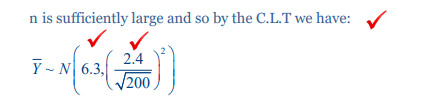 n is sufficiently large and so by the C.L.T we have: ✓
✓ ✓
Ȳ ~ N(6.3, (2.4/√200)²)